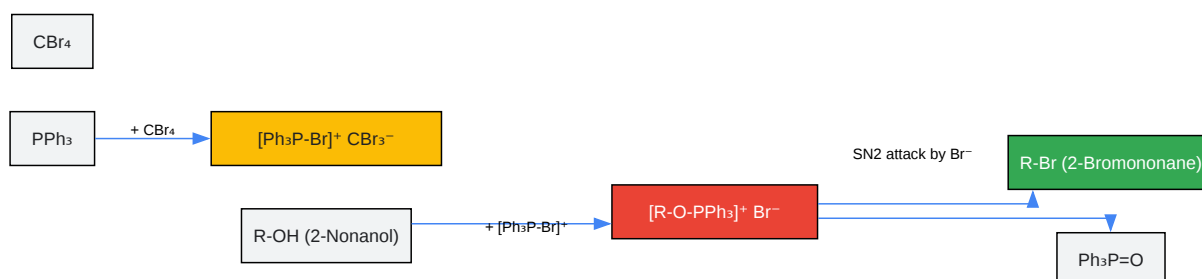 CBr₄
PPh₃
+ CBr₄
[Ph₃P-Br]⁺ CBr₃⁻
R-OH (2-Nonanol)
+ [Ph₃P-Br]⁺
[R-O-PPh₃]⁺ Br⁻
SN2 attack by Br⁻
R-Br (2-Bromononane)
Ph₃P=O